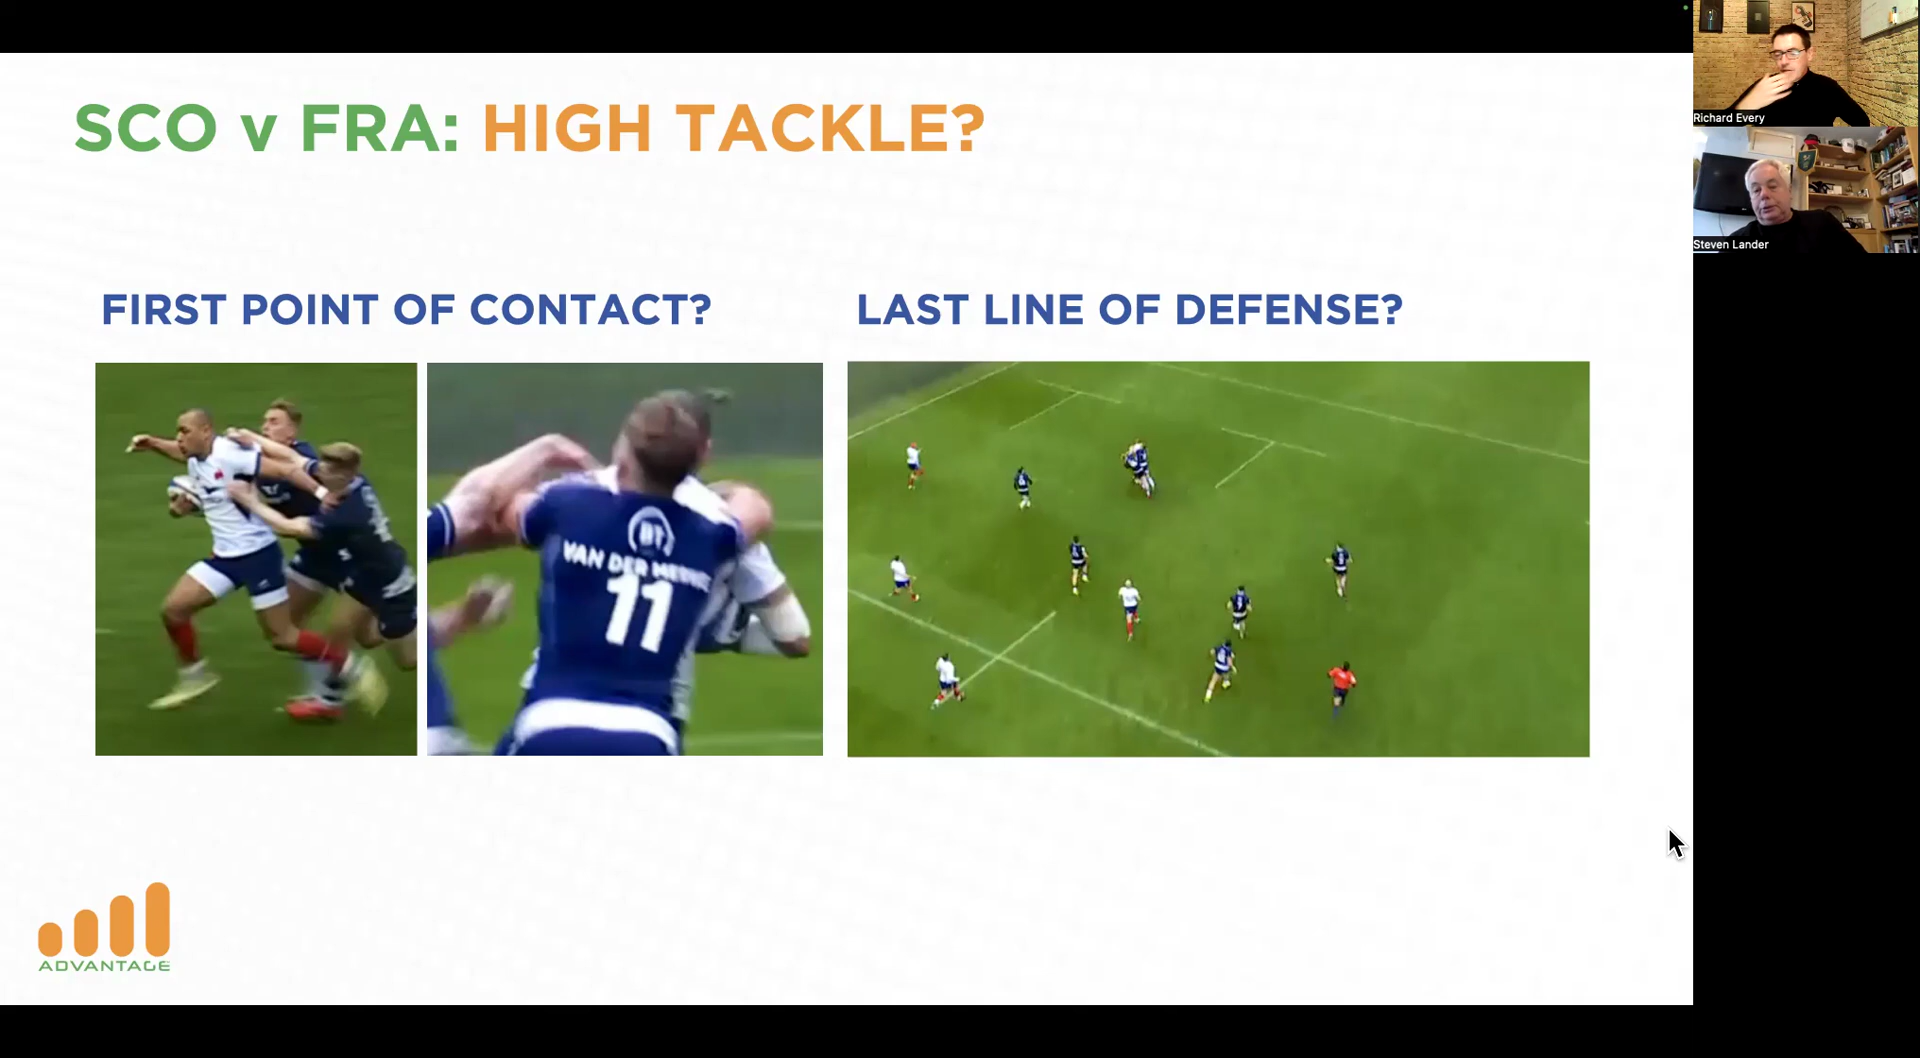 SCO v FRA: HIGH TACKLE?
FIRST POINT OF CONTACT?
LAST LINE OF DEFENSE?
BT
VAN DER MERWE
11
ADVANTAGE
Richard Every
Steven Lander